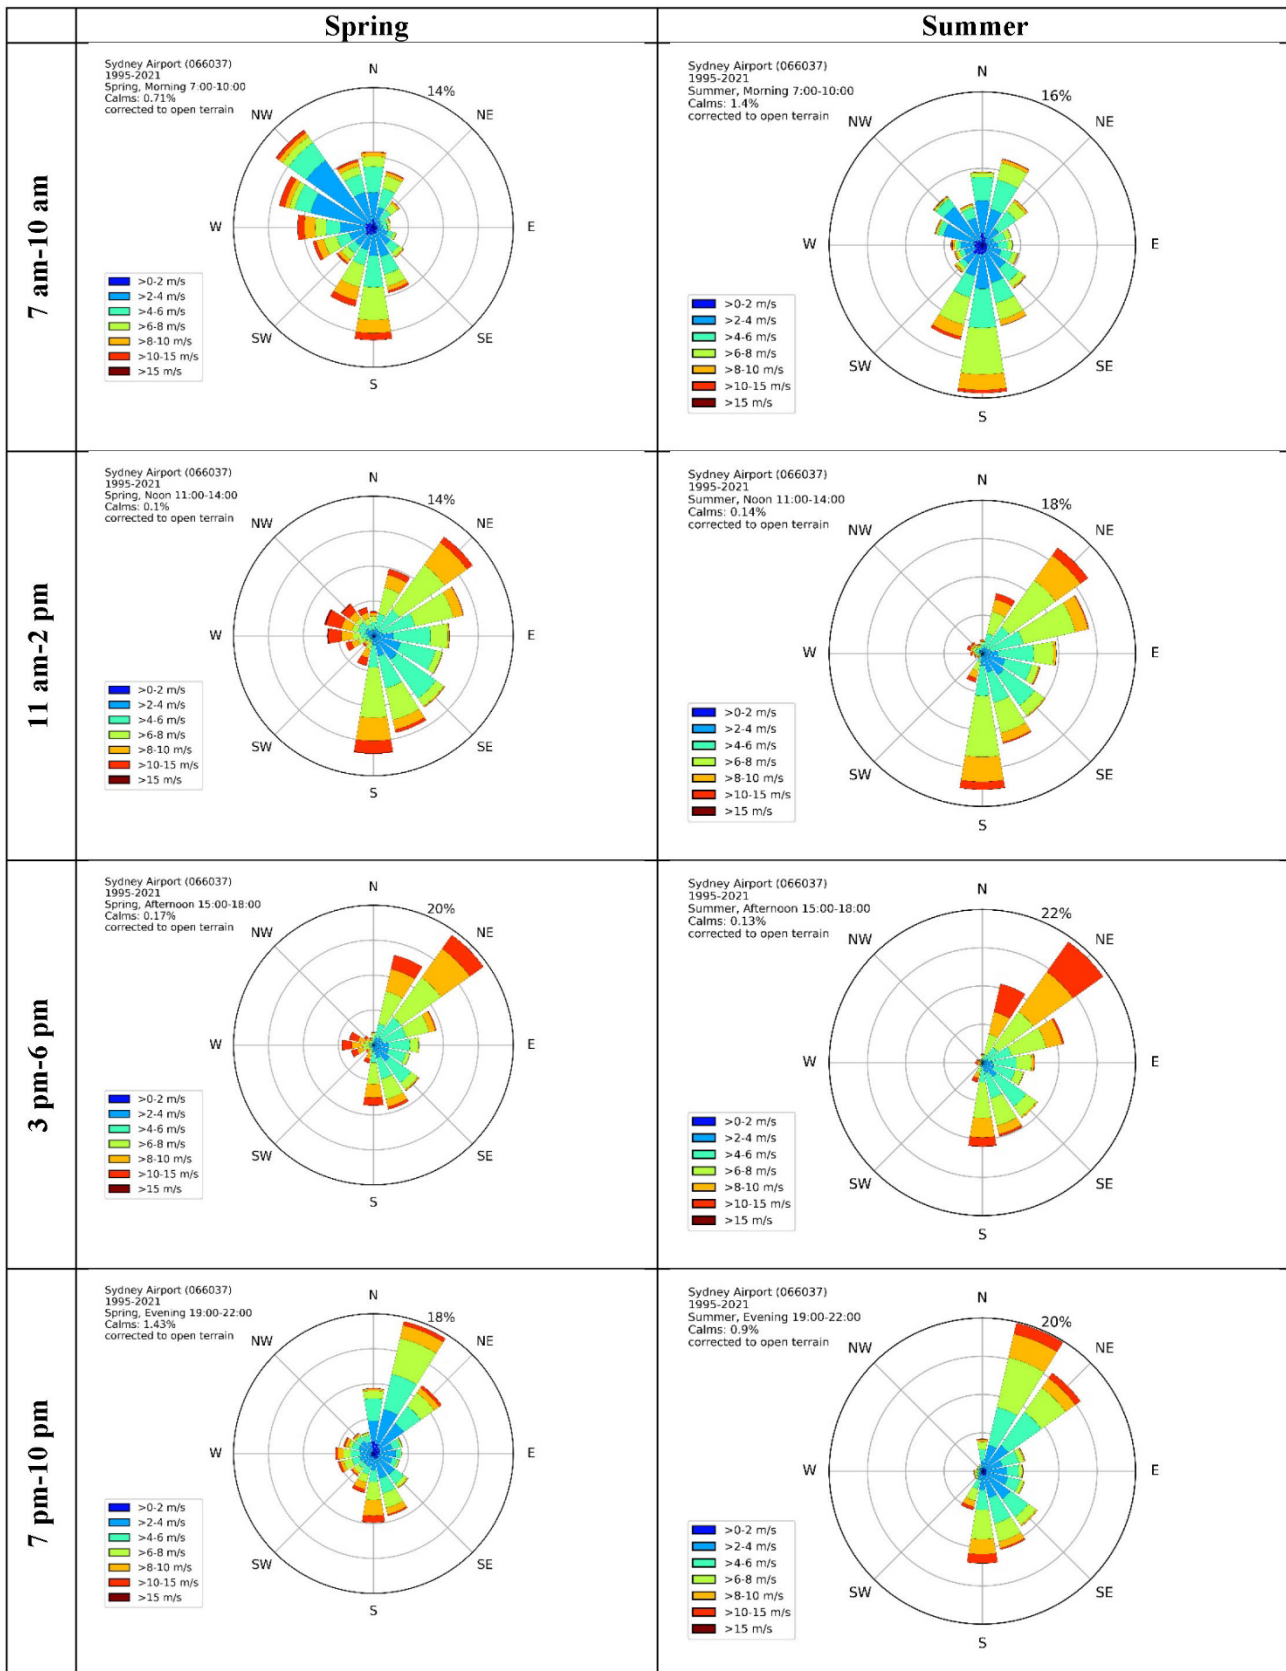 Spring
Summer
7 am-10 am
Sydney Airport (066037)
1995-2021
Spring, Morning 7:00-10:00
Calms: 0.71%
corrected to open terrain
N
14%
NE
E
SE
S
SW
W
NW
>0-2 m/s
>2-4 m/s
>4-6 m/s
>6-8 m/s
>8-10 m/s
>10-15 m/s
>15 m/s
Sydney Airport (066037)
1995-2021
Summer, Morning 7:00-10:00
Calms: 1.4%
corrected to open terrain
N
16%
NE
E
SE
S
SW
W
NW
>0-2 m/s
>2-4 m/s
>4-6 m/s
>6-8 m/s
>8-10 m/s
>10-15 m/s
>15 m/s
11 am-2 pm
Sydney Airport (066037)
1995-2021
Spring, Noon 11:00-14:00
Calms: 0.1%
corrected to open terrain
N
14%
NE
E
SE
S
SW
W
NW
>0-2 m/s
>2-4 m/s
>4-6 m/s
>6-8 m/s
>8-10 m/s
>10-15 m/s
>15 m/s
Sydney Airport (066037)
1995-2021
Summer, Noon 11:00-14:00
Calms: 0.14%
corrected to open terrain
N
18%
NE
E
SE
S
SW
W
NW
>0-2 m/s
>2-4 m/s
>4-6 m/s
>6-8 m/s
>8-10 m/s
>10-15 m/s
>15 m/s
3 pm-6 pm
Sydney Airport (066037)
1995-2021
Spring, Afternoon 15:00-18:00
Calms: 0.17%
corrected to open terrain
N
20%
NE
E
SE
S
SW
W
NW
>0-2 m/s
>2-4 m/s
>4-6 m/s
>6-8 m/s
>8-10 m/s
>10-15 m/s
>15 m/s
Sydney Airport (066037)
1995-2021
Summer, Afternoon 15:00-18:00
Calms: 0.13%
corrected to open terrain
N
22%
NE
E
SE
S
SW
W
NW
>0-2 m/s
>2-4 m/s
>4-6 m/s
>6-8 m/s
>8-10 m/s
>10-15 m/s
>15 m/s
7 pm-10 pm
Sydney Airport (066037)
1995-2021
Spring, Evening 19:00-22:00
Calms: 1.43%
corrected to open terrain
N
18%
NE
E
SE
S
SW
W
NW
>0-2 m/s
>2-4 m/s
>4-6 m/s
>6-8 m/s
>8-10 m/s
>10-15 m/s
>15 m/s
Sydney Airport (066037)
1995-2021
Summer, Evening 19:00-22:00
Calms: 0.9%
corrected to open terrain
N
20%
NE
E
SE
S
SW
W
NW
>0-2 m/s
>2-4 m/s
>4-6 m/s
>6-8 m/s
>8-10 m/s
>10-15 m/s
>15 m/s